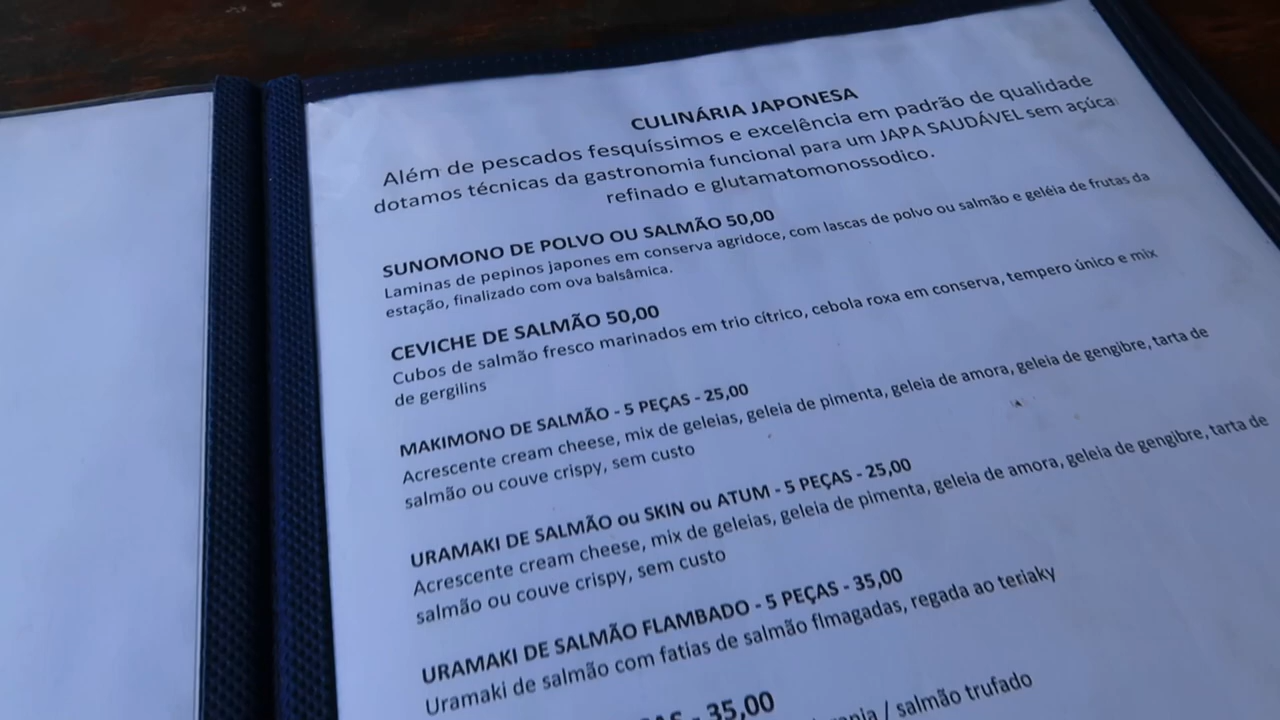 CULINÁRIA JAPONESA
Além de pescados fesquíssimos e excelência em padrão de qualidade
dotamos técnicas da gastronomia funcional para um JAPA SAUDÁVEL sem açúca
refinado e glutamatomonossodico.
SUNOMONO DE POLVO OU SALMÃO 50,00
Laminas de pepinos japones em conserva agridoce, com lascas de polvo ou salmão e geléia de frutas da
estação, finalizado com ova balsâmica.
CEVICHE DE SALMÃO 50,00
Cubos de salmão fresco marinados em trio cítrico, cebola roxa em conserva, tempero único e mix
de gergilins
MAKIMONO DE SALMÃO - 5 PEÇAS - 25,00
Acrescente cream cheese, mix de geleias, geleia de pimenta, geleia de amora, geleia de gengibre, tarta de
salmão ou couve crispy, sem custo
URAMAKI DE SALMÃO ou SKIN ou ATUM - 5 PEÇAS - 25,00
Acrescente cream cheese, mix de geleias, geleia de pimenta, geleia de amora, geleia de gengibre, tarta de
salmão ou couve crispy, sem custo
URAMAKI DE SALMÃO FLAMBADO - 5 PEÇAS - 35,00
Uramaki de salmão com fatias de salmão flmagadas, regada ao teriaky
- 35,00
/ salmão trufado